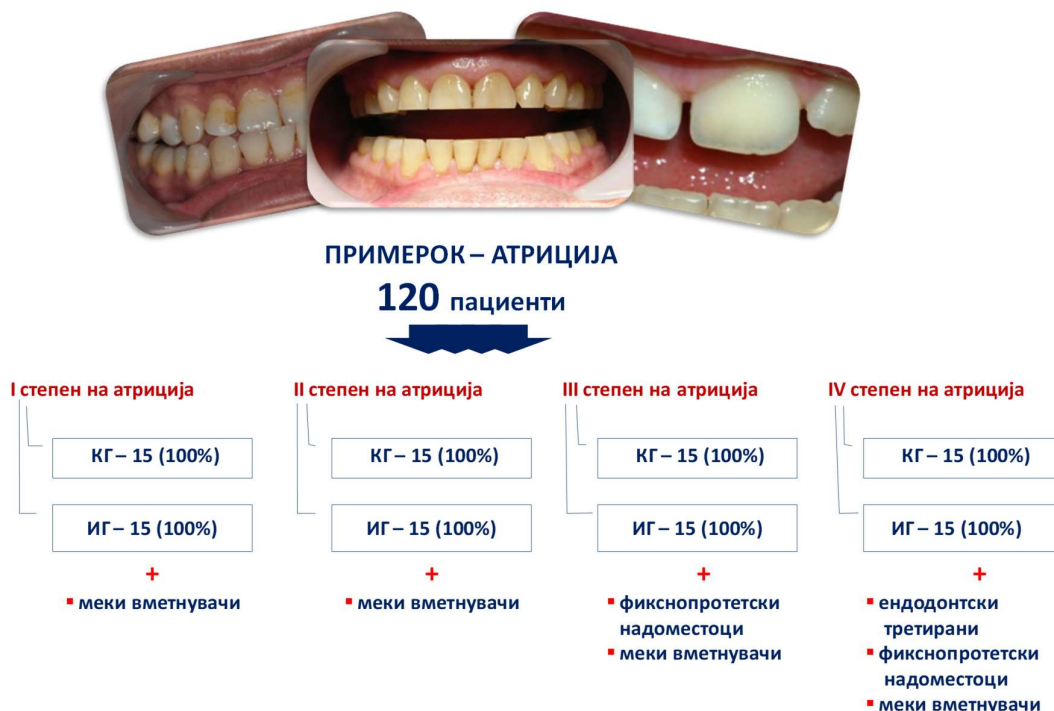 ПРИМЕРОК – АТРИЦИЈА
120 пациенти
I степен на атриција
КГ – 15 (100%)
ИГ – 15 (100%)
+
▪ меки вметнувачи
II степен на атриција
КГ – 15 (100%)
ИГ – 15 (100%)
+
▪ меки вметнувачи
III степен на атриција
КГ – 15 (100%)
ИГ – 15 (100%)
+
▪ фикснопротетски
надоместоци
▪ меки вметнувачи
IV степен на атриција
КГ – 15 (100%)
ИГ – 15 (100%)
+
▪ ендодонтски
третирани
▪ фикснопротетски
надоместоци
▪ меки вметнувачи